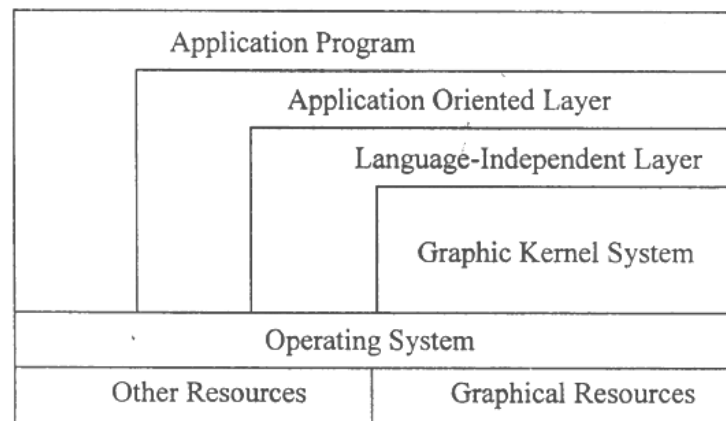 Application Program
Application Oriented Layer
Language-Independent Layer
Graphic Kernel System
Operating System
Other Resources
Graphical Resources